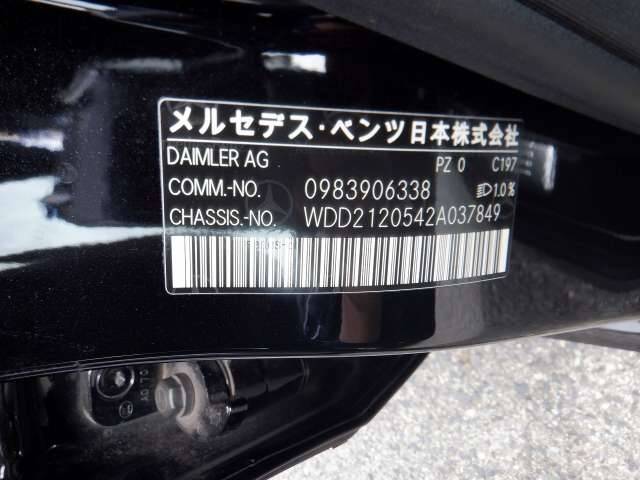 メルセデス・ベンツ日本株式会社
DAIMLER AG PZ 0 C197
COMM.-NO. 0983906338 1.0%
CHASSIS.-NO. WDD2120542A037849